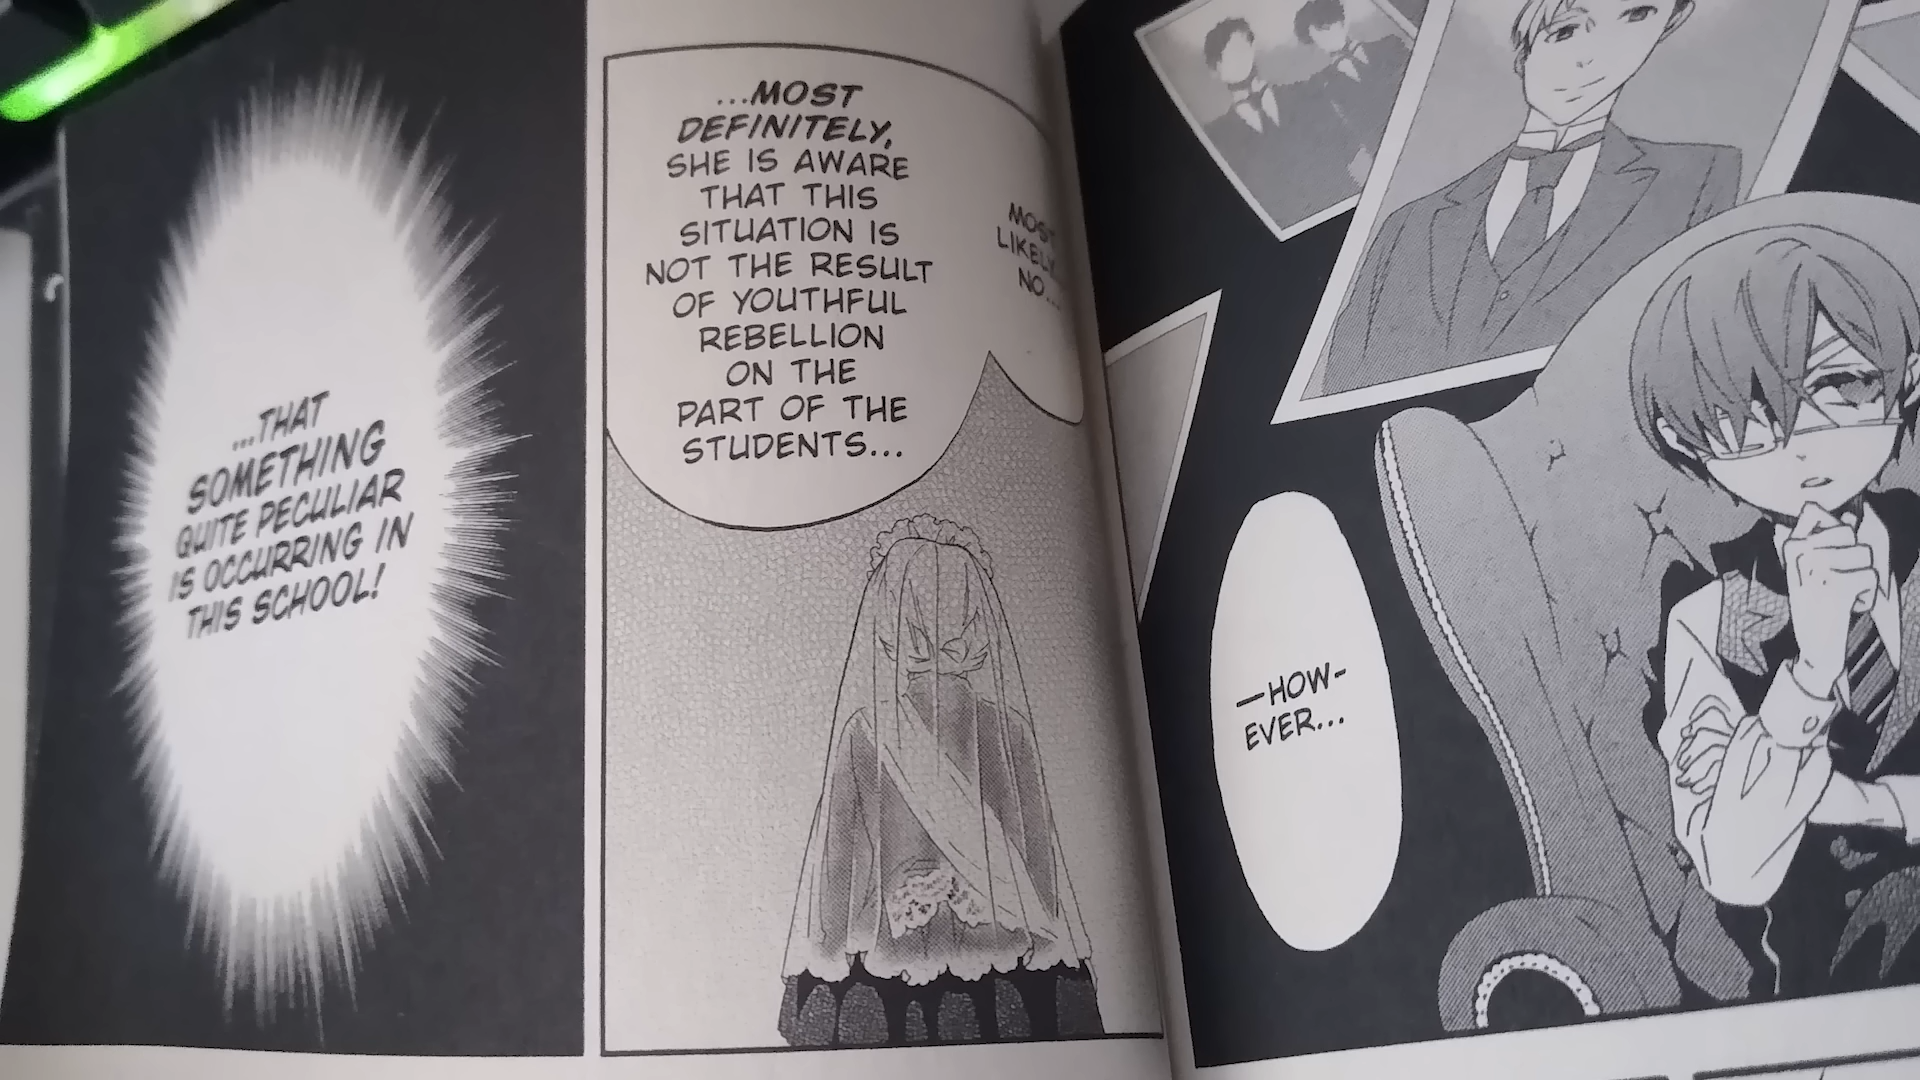 —HOW-
EVER...
MOST
LIKELY
NO...
...MOST
DEFINITELY,
SHE IS AWARE
THAT THIS
SITUATION IS
NOT THE RESULT
OF YOUTHFUL
REBELLION
ON THE
PART OF THE
STUDENTS...
...THAT
SOMETHING
QUITE PECULIAR
IS OCCURRING IN
THIS SCHOOL!